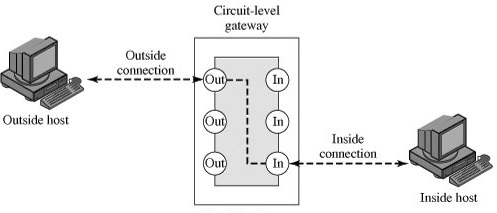 Circuit-level
gateway
Outside
connection
Out
In
Outside host
Out
In
Out
In
Inside
connection
Inside host